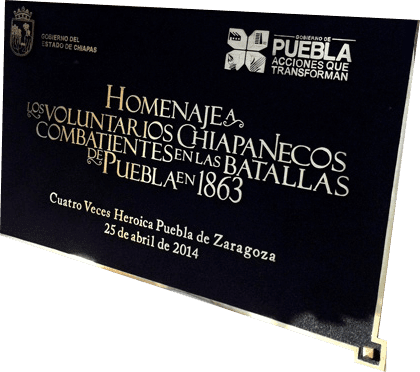 GOBIERNO DEL
ESTADO DE CHIAPAS
GOBIERNO DE
PUEBLA
ACCIONES QUE
TRANSFORMAN
HOMENAJE A
LOS VOLUNTARIOS CHIAPANECOS
COMBATIENTES EN LAS BATALLAS
DE PUEBLA EN 1863
Cuatro Veces Heroica Puebla de Zaragoza
25 de abril de 2014